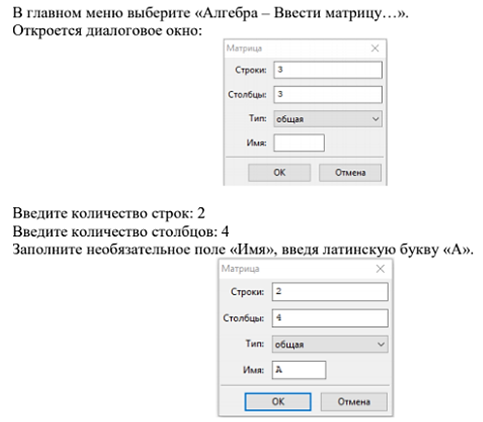 В главном меню выберите «Алгебра – Ввести матрицу…».
Откроется диалоговое окно:
Матрица
Строки: 3
Столбцы: 3
Тип: общая
Имя:
ОК Отмена
Введите количество строк: 2
Введите количество столбцов: 4
Заполните необязательное поле «Имя», введя латинскую букву «А».
Матрица
Строки: 2
Столбцы: 4
Тип: общая
Имя: A
ОК Отмена